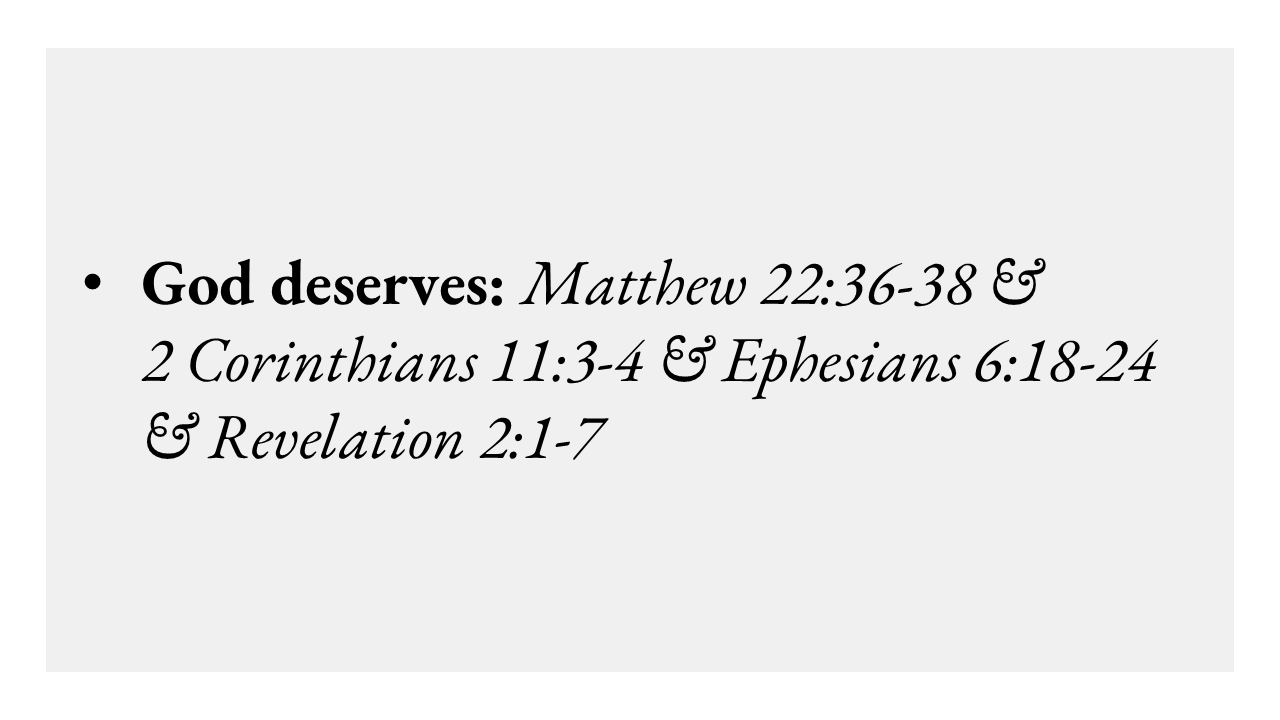 • God deserves: Matthew 22:36-38 &
2 Corinthians 11:3-4 & Ephesians 6:18-24
& Revelation 2:1-7